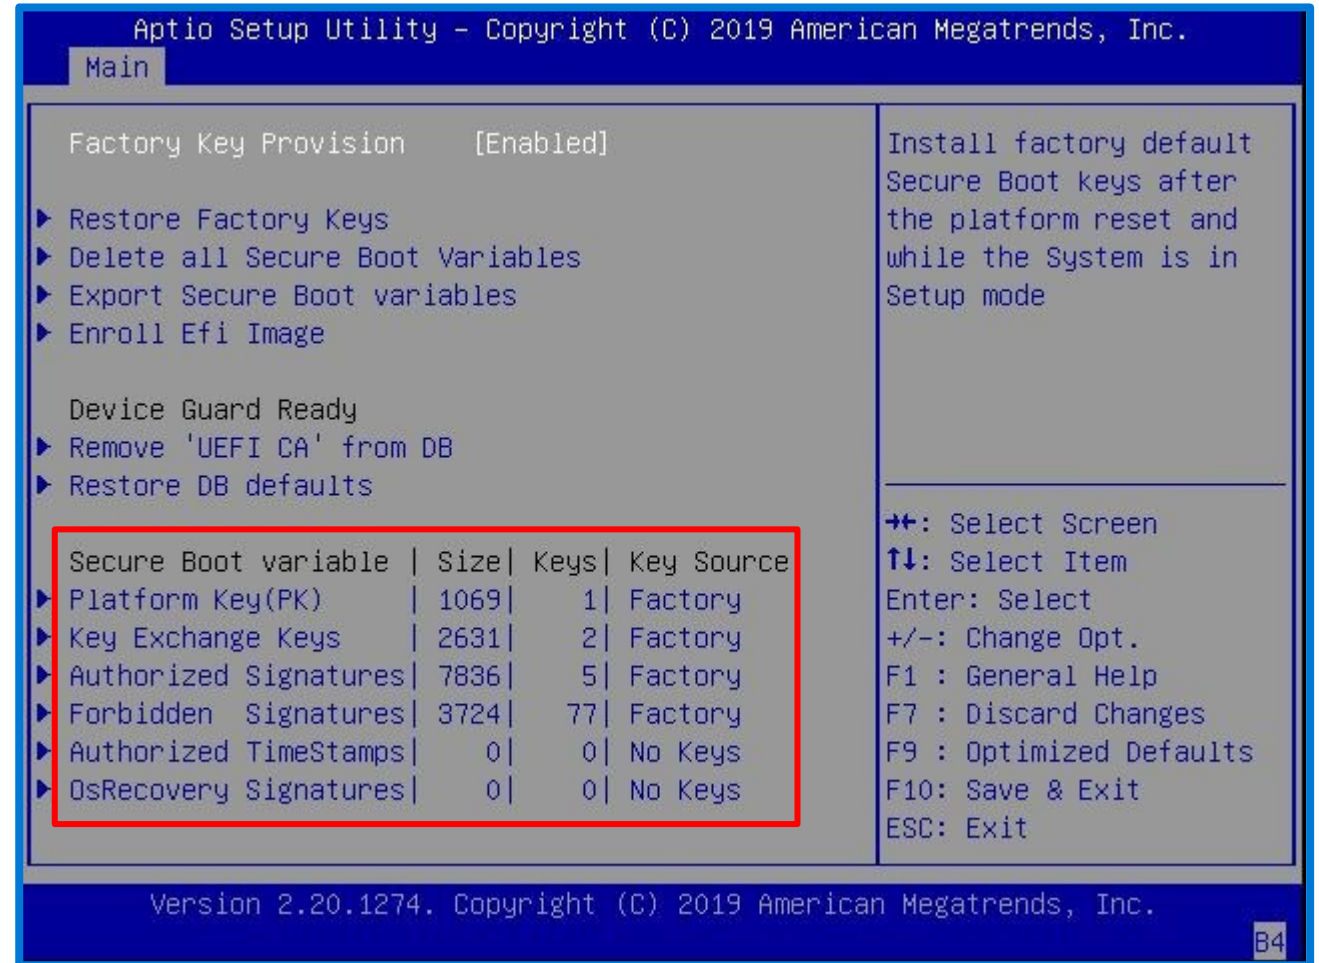 Aptio Setup Utility – Copyright (C) 2019 American Megatrends, Inc.
Main
Factory Key Provision [Enabled]
Restore Factory Keys
Delete all Secure Boot Variables
Export Secure Boot variables
Enroll Efi Image
Device Guard Ready
Remove 'UEFI CA' from DB
Restore DB defaults
Secure Boot variable | Size| Keys| Key Source
Platform Key(PK) | 1069| 1| Factory
Key Exchange Keys | 2631| 2| Factory
Authorized Signatures| 7836| 5| Factory
Forbidden Signatures| 3724| 77| Factory
Authorized TimeStamps| 0| 0| No Keys
OsRecovery Signatures| 0| 0| No Keys
Install factory default
Secure Boot keys after
the platform reset and
while the System is in
Setup mode
→←: Select Screen
↑↓: Select Item
Enter: Select
+/-: Change Opt.
F1 : General Help
F7 : Discard Changes
F9 : Optimized Defaults
F10: Save & Exit
ESC: Exit
Version 2.20.1274. Copyright (C) 2019 American Megatrends, Inc.
B4